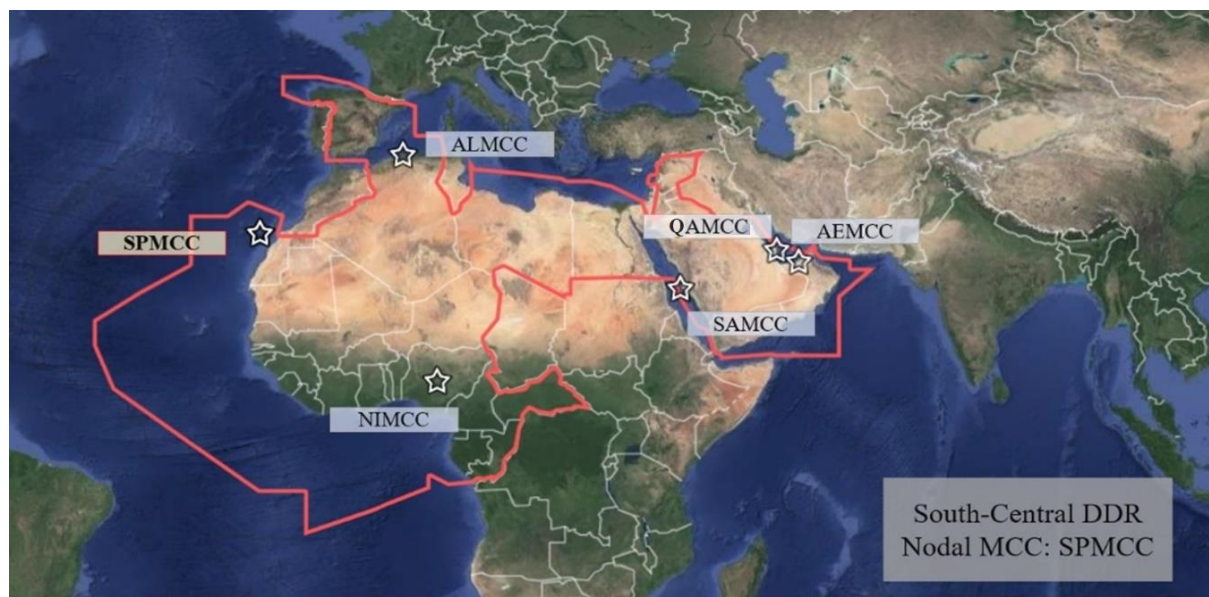 ALMCC
QAMCC
AEMCC
SPMCC
SAMCC
NIMCC
South-Central DDR
Nodal MCC: SPMCC